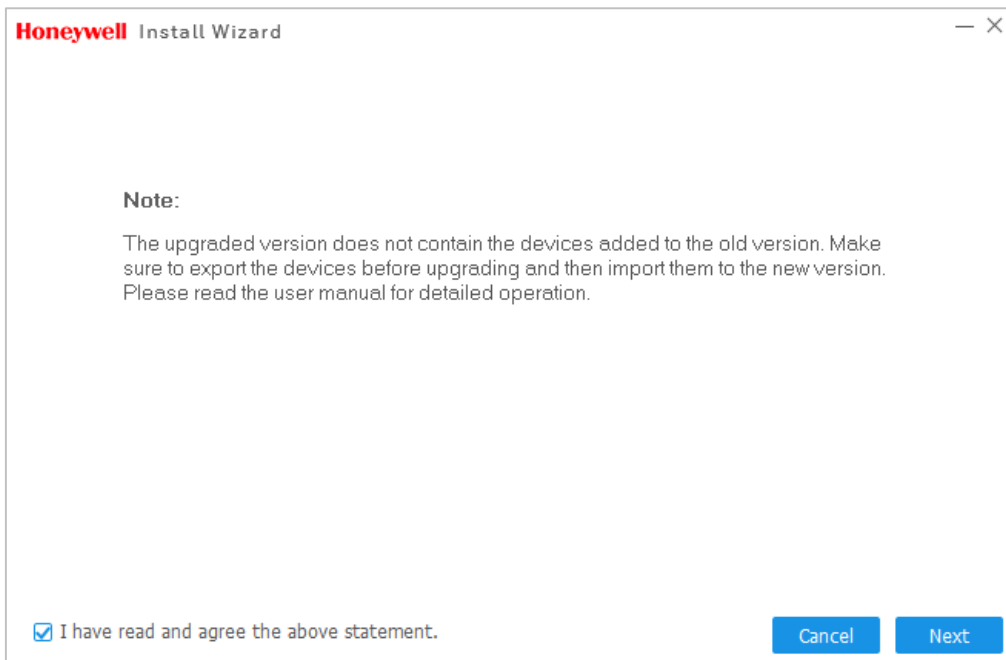 Honeywell Install Wizard
Note:
The upgraded version does not contain the devices added to the old version. Make
sure to export the devices before upgrading and then import them to the new version.
Please read the user manual for detailed operation.
I have read and agree the above statement.
Cancel
Next